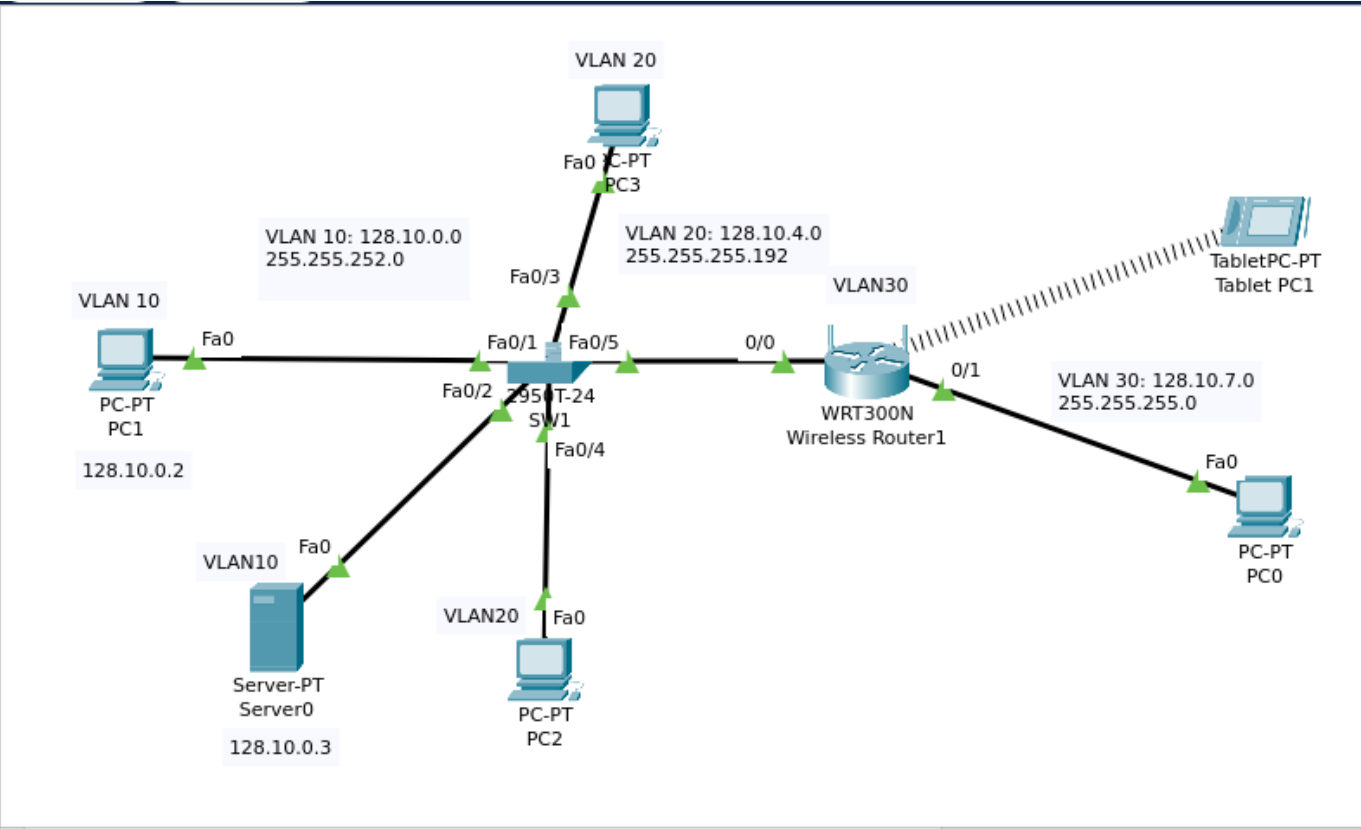 VLAN 20
Fa0
C-PT
PC3
VLAN 10: 128.10.0.0
255.255.252.0
VLAN 20: 128.10.4.0
255.255.255.192
Fa0/3
VLAN30
TabletPC-PT
Tablet PC1
VLAN 10
Fa0
Fa0/1
Fa0/5
0/0
0/1
Fa0/2
2950T-24
SW1
Fa0/4
PC-PT
PC1
128.10.0.2
WRT300N
Wireless Router1
VLAN 30: 128.10.7.0
255.255.255.0
Fa0
PC-PT
PC0
VLAN10
Fa0
Server-PT
Server0
128.10.0.3
VLAN20
Fa0
PC-PT
PC2